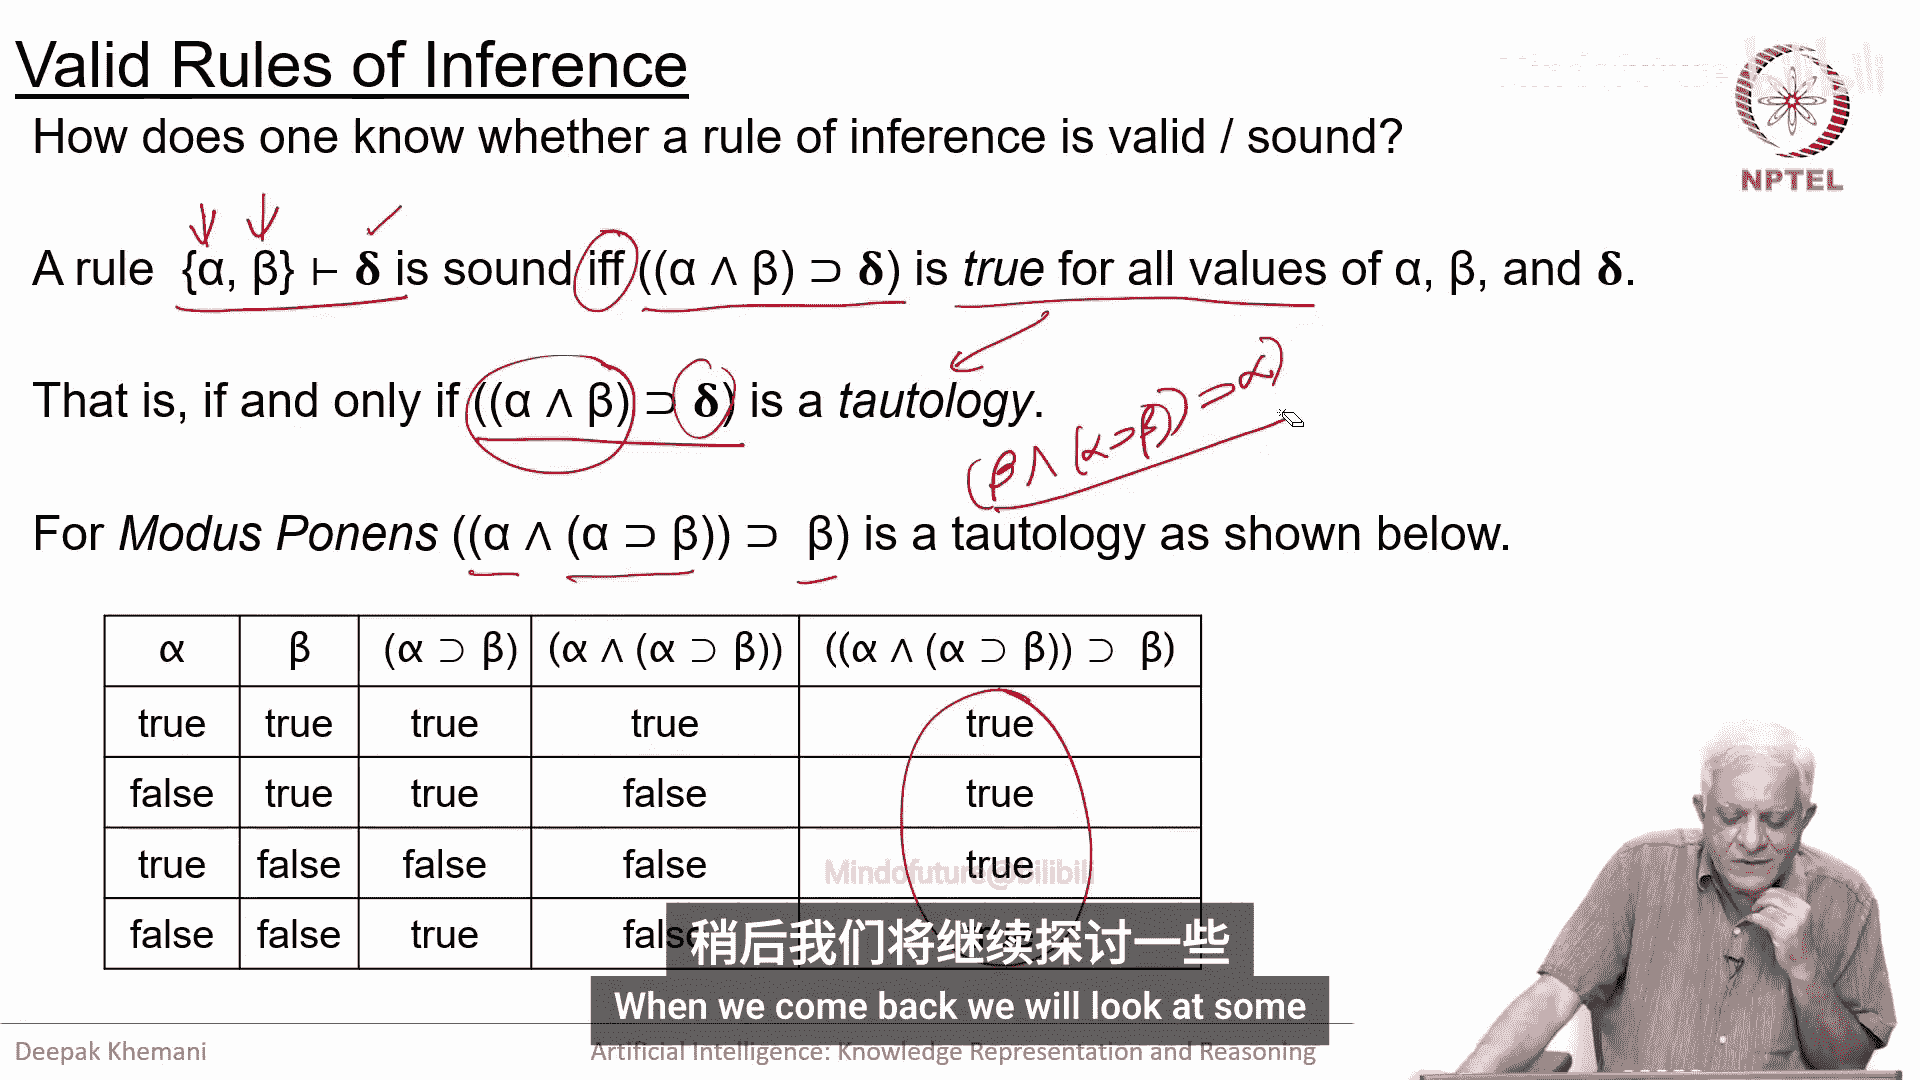 Valid Rules of Inference
How does one know whether a rule of inference is valid / sound?
NPTEL
A rule {α, β} ⊢ δ is sound iff ((α ∧ β) ⊃ δ) is true for all values of α, β, and δ.
That is, if and only if ((α ∧ β) ⊃ δ) is a tautology.
(β ∧ (α ⊃ β)) ⊃ α)
For Modus Ponens ((α ∧ (α ⊃ β)) ⊃ β) is a tautology as shown below.
α β (α ⊃ β) (α ∧ (α ⊃ β)) ((α ∧ (α ⊃ β)) ⊃ β)
true true true true true
false true true false true
true false false false true
Mindofuture@bilibili
false false true
稍后我们将继续探讨一些
When we come back we will look at some
Deepak Khemani Artificial Intelligence: Knowledge Representation and Reasoning